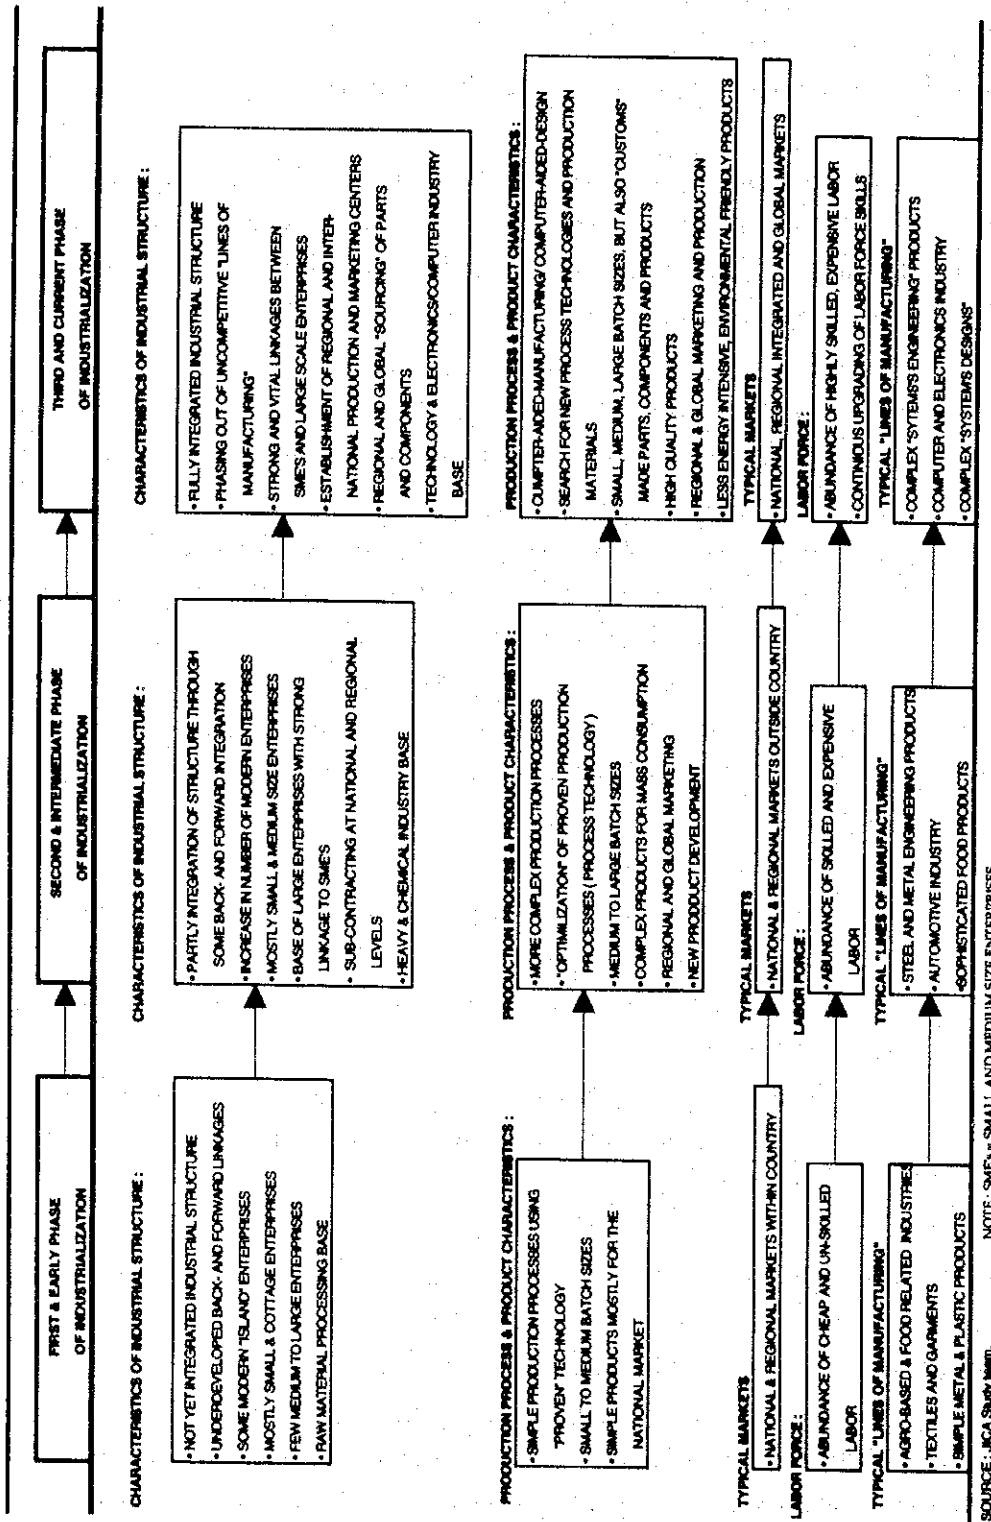 FIRST & EARLY PHASE
OF INDUSTRIALIZATION
SECOND & INTERMEDIATE PHASE
OF INDUSTRIALIZATION
THIRD AND CURRENT PHASE
OF INDUSTRIALIZATION
CHARACTERISTICS OF INDUSTRIAL STRUCTURE :
• NOT YET INTEGRATED INDUSTRIAL STRUCTURE
• UNDERDEVELOPED BACK- AND FORWARD LINKAGES
• SOME MODERN "ISLAND" ENTERPRISES
• MOSTLY SMALL & COTTAGE ENTERPRISES
• FEW MEDIUM TO LARGE ENTERPRISES
• RAW MATERIAL PROCESSING BASE
CHARACTERISTICS OF INDUSTRIAL STRUCTURE :
• PARTLY INTEGRATION OF STRUCTURE THROUGH
SOME BACK- AND FORWARD INTEGRATION
• INCREASE IN NUMBER OF MODERN ENTERPRISES
• MOSTLY SMALL & MEDIUM SIZE ENTERPRISES
• BASE OF LARGE ENTERPRISES WITH STRONG
LINKAGE TO SME'S
• SUB-CONTRACTING AT NATIONAL AND REGIONAL
LEVELS
• HEAVY & CHEMICAL INDUSTRY BASE
CHARACTERISTICS OF INDUSTRIAL STRUCTURE :
• FULLY INTEGRATED INDUSTRIAL STRUCTURE
• PHASING OUT OF UNCOMPETITIVE "LINES OF
MANUFACTURING"
• STRONG AND VITAL LINKAGES BETWEEN
SME'S AND LARGE SCALE ENTERPRISES
• ESTABLISHMENT OF REGIONAL AND INTER-
NATIONAL PRODUCTION AND MARKETING CENTERS
• REGIONAL AND GLOBAL "SOURCING" OF PARTS
AND COMPONENTS
• TECHNOLOGY & ELECTRONICS/COMPUTER INDUSTRY
BASE
PRODUCTION PROCESS & PRODUCT CHARACTERISTICS :
• SIMPLE PRODUCTION PROCESSES USING
"PROVEN" TECHNOLOGY
• SMALL TO MEDIUM BATCH SIZES
• SIMPLE PRODUCTS MOSTLY FOR THE
NATIONAL MARKET
PRODUCTION PROCESS & PRODUCT CHARACTERISTICS :
• MORE COMPLEX PRODUCTION PROCESSES
• "OPTIMILIZATION" OF PROVEN PRODUCTION
PROCESSES ( PROCESS TECHNOLOGY )
• MEDIUM TO LARGE BATCH SIZES
• COMPLEX PRODUCTS FOR MASS CONSUMPTION
• REGIONAL AND GLOBAL MARKETING
• NEW PRODDUCT DEVELOPMENT
PRODUCTION PROCESS & PRODUCT CHARACTERISTICS :
• CUMPTIER-AIDED-MANUFACTURING/ COMPUTER-AIDED-DESIGN
• SEARCH FOR NEW PROCESS TECHNOLOGIES AND PRODUCTION
MATERIALS
• SMALL, MEDIUM, LARGE BATCH SIZES, BUT ALSO "CUSTOMS"
MADE PARTS, COMPONENTS AND PRODUCTS
• HIGH QUALITY PRODUCTS
• REGIONAL & GLOBAL MARKETING AND PRODUCTION
• LESS ENERGY INTENSIVE, ENVIRONMENTAL FRIENDLY PRODUCTS
TYPICAL MARKETS
• NATIONAL & REGIONAL MARKETS WITHIN COUNTRY
TYPICAL MARKETS
• NATIONAL & REGIONAL MARKETS OUTSIDE COUNTRY
TYPICAL MARKETS
• NATIONAL, REGIONAL INTEGRATED AND GLOBAL MARKETS
LABOR FORCE :
• ABUNDANCE OF CHEAP AND UN-SKILLED
LABOR
LABOR FORCE :
• ABUNDANCE OF SKILLED AND EXPENSIVE
LABOR
LABOR FORCE :
• ABUNDANCE OF HIGHLY SKILLED, EXPENSIVE LABOR
• CONTINIOUS UPGRADING OF LABOR FORCE SKILLS
TYPICAL "LINES OF MANUFACTURING"
• AGRO-BASED & FOOD RELATED INDUSTRIES
• TEXTILES AND GARMENTS
• SIMPLE METAL & PLASTIC PRODUCTS
TYPICAL "LINES OF MANUFACTURING"
• STEEL AND METAL ENGINEERING PRODUCTS
• AUTOMOTIVE INDUSTRY
• SOPHISTICATED FOOD PRODUCTS
TYPICAL "LINES OF MANUFACTURING"
• COMPLEX "SYTEMS'S ENGINEERING" PRODUCTS
• COMPUTER AND ELECTRONICS INDUSTRY
• COMPLEX "SYSTEM'S DESIGNS"
SOURCE : JICA Study team
NOTE : SME's = SMALL AND MEDIUM SIZE ENTERPRISES